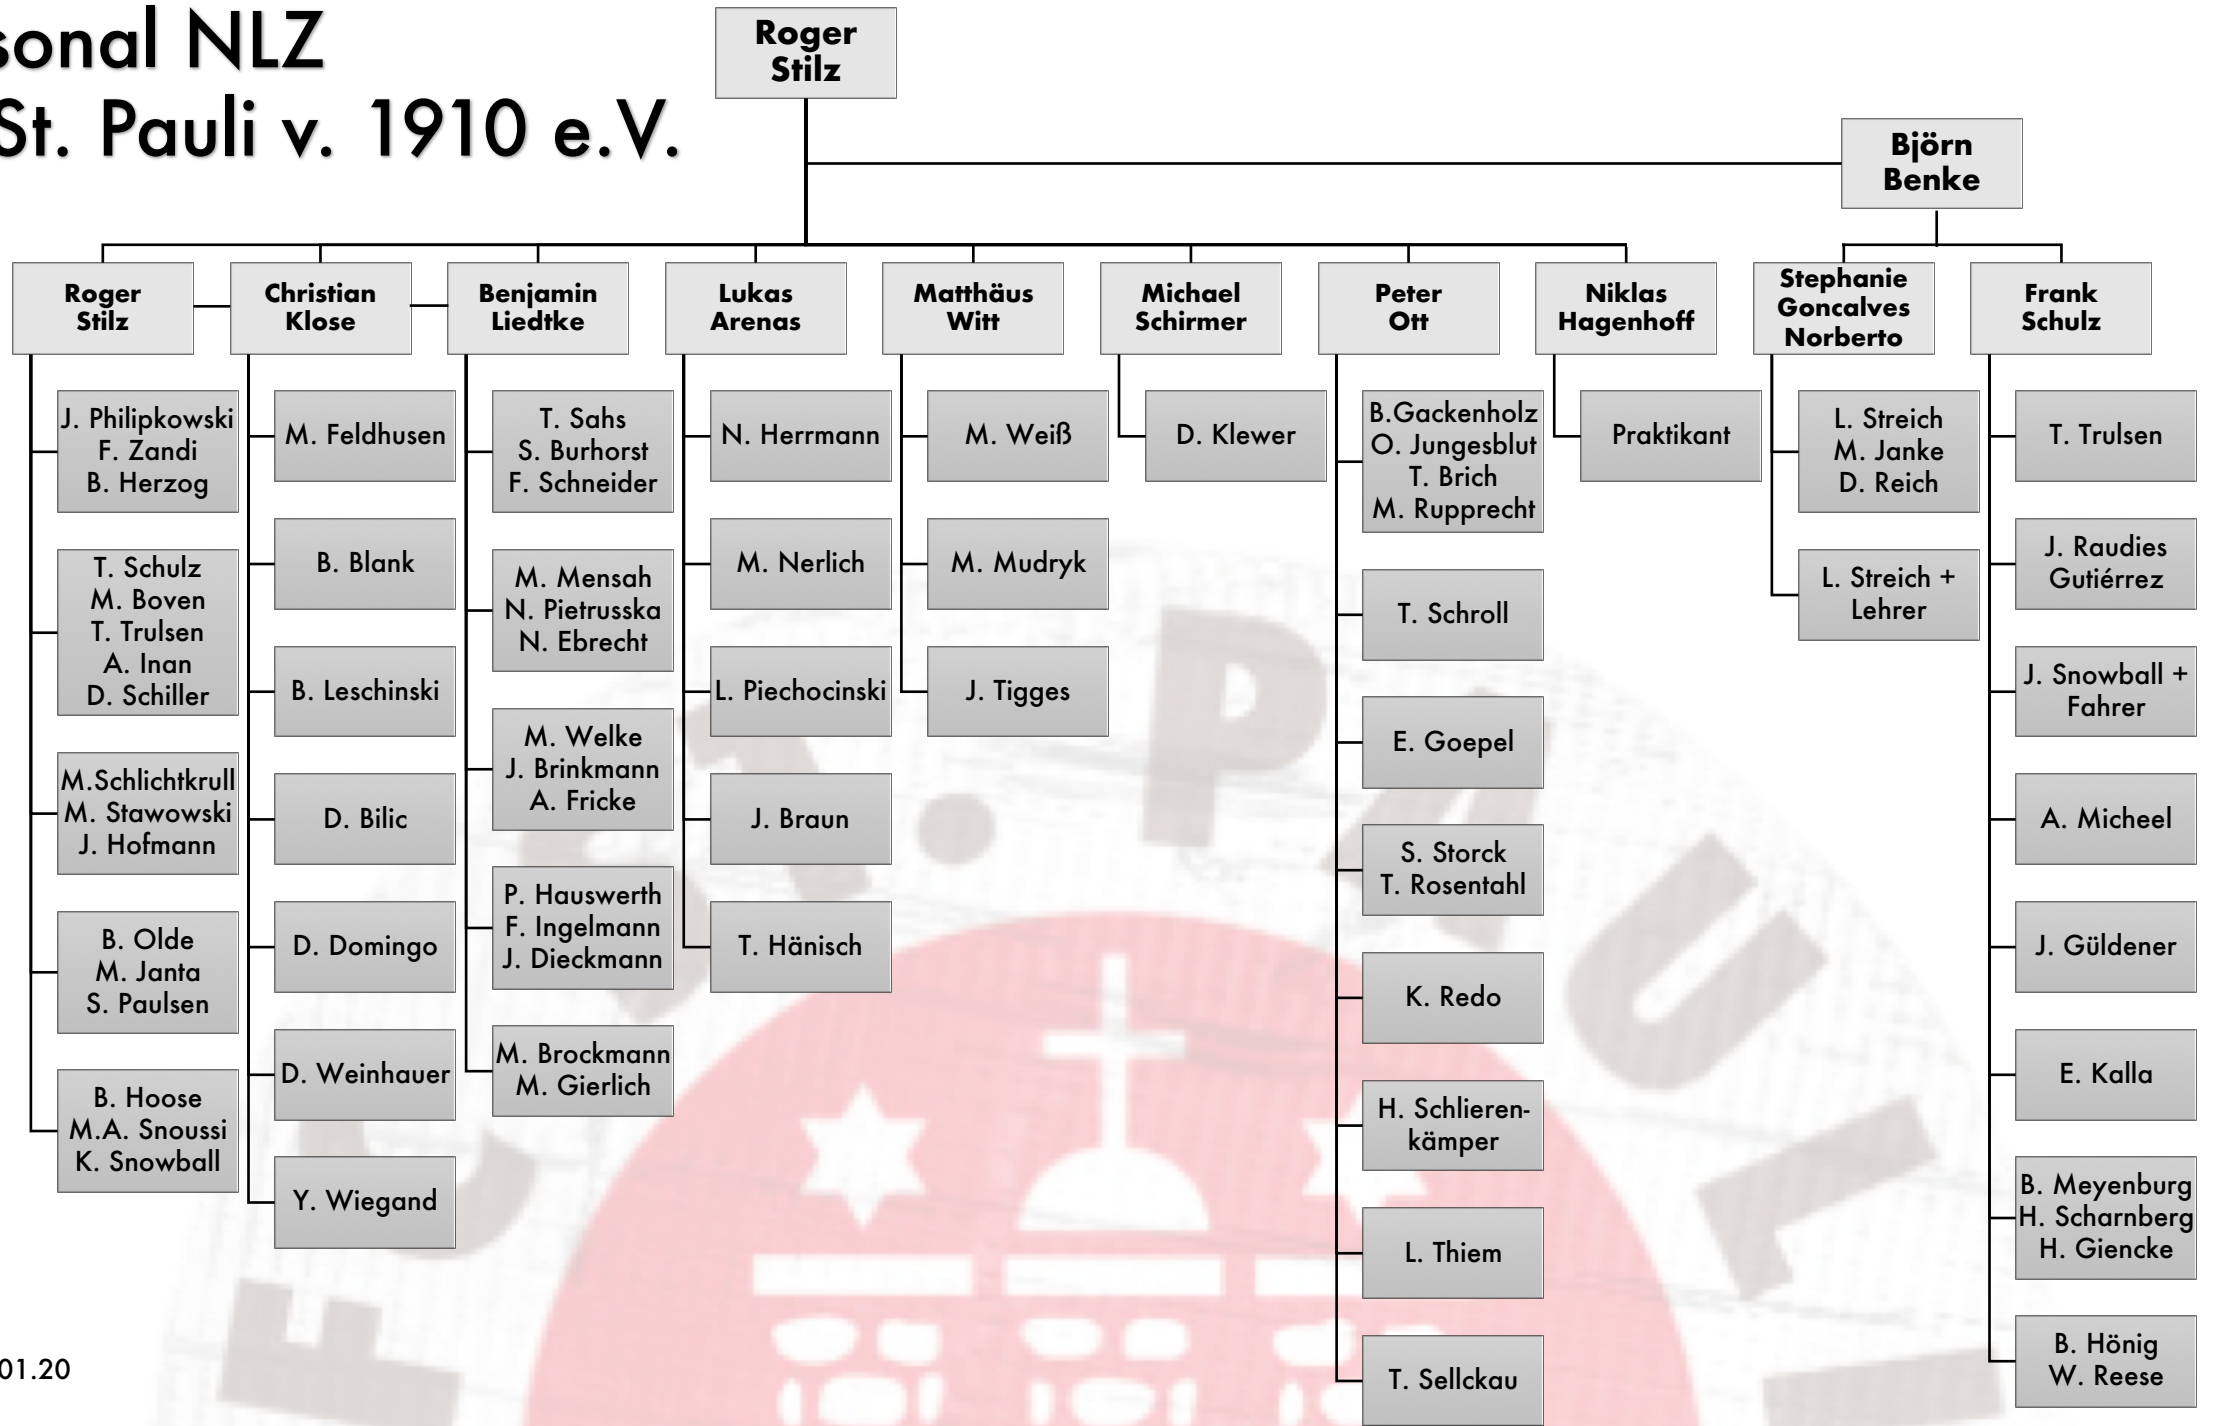 sonal NLZ
St. Pauli v. 1910 e.V.
Roger
Stilz
Björn
Benke
Roger
Stilz
Christian
Klose
Benjamin
Liedtke
Lukas
Arenas
Matthäus
Witt
Michael
Schirmer
Peter
Ott
Niklas
Hagenhoff
Stephanie
Goncalves
Norberto
Frank
Schulz
J. Philipkowski
F. Zandi
B. Herzog
T. Schulz
M. Boven
T. Trulsen
A. Inan
D. Schiller
M.Schlichtkrull
M. Stawowski
J. Hofmann
B. Olde
M. Janta
S. Paulsen
B. Hoose
M.A. Snoussi
K. Snowball
M. Feldhusen
B. Blank
B. Leschinski
D. Bilic
D. Domingo
D. Weinhauer
Y. Wiegand
T. Sahs
S. Burhorst
F. Schneider
M. Mensah
N. Pietrusska
N. Ebrecht
M. Welke
J. Brinkmann
A. Fricke
P. Hauswerth
F. Ingelmann
J. Dieckmann
M. Brockmann
M. Gierlich
N. Herrmann
M. Nerlich
L. Piechocinski
J. Braun
T. Hänisch
M. Weiß
M. Mudryk
J. Tigges
D. Klewer
B.Gackenholz
O. Jungesblut
T. Brich
M. Rupprecht
T. Schroll
E. Goepel
S. Storck
T. Rosentahl
K. Redo
H. Schlieren-
kämper
L. Thiem
T. Sellckau
Praktikant
L. Streich
M. Janke
D. Reich
L. Streich +
Lehrer
T. Trulsen
J. Raudies
Gutiérrez
J. Snowball +
Fahrer
A. Micheel
J. Güldener
E. Kalla
B. Meyenburg
H. Scharnberg
H. Giencke
B. Hönig
W. Reese
01.20
FC ST. PAULI